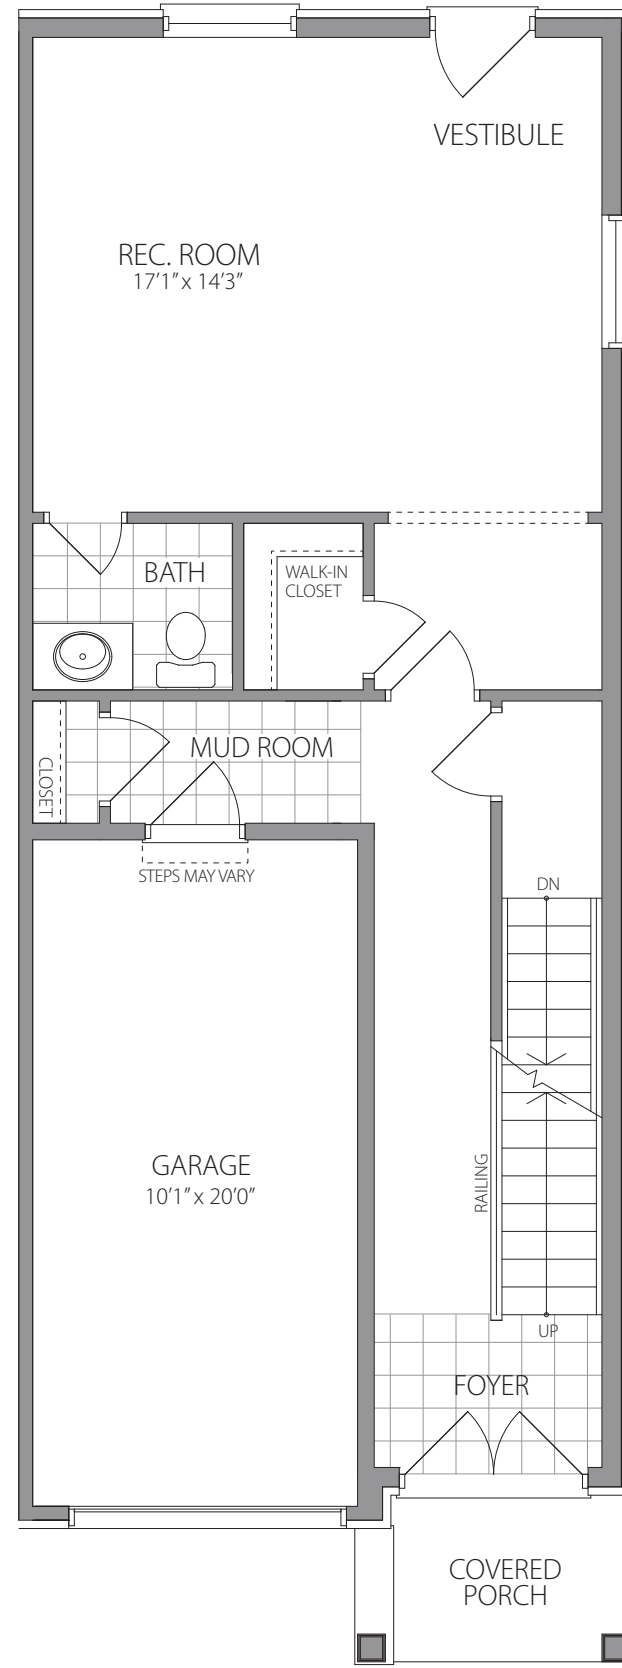 VESTIBULE
REC. ROOM
17'1" x 14'3"
BATH
WALK-IN
CLOSET
MUD ROOM
CLOSET
STEPS MAY VARY
DN
GARAGE
10'1" x 20'0"
RAILING
UP
FOYER
COVERED
PORCH